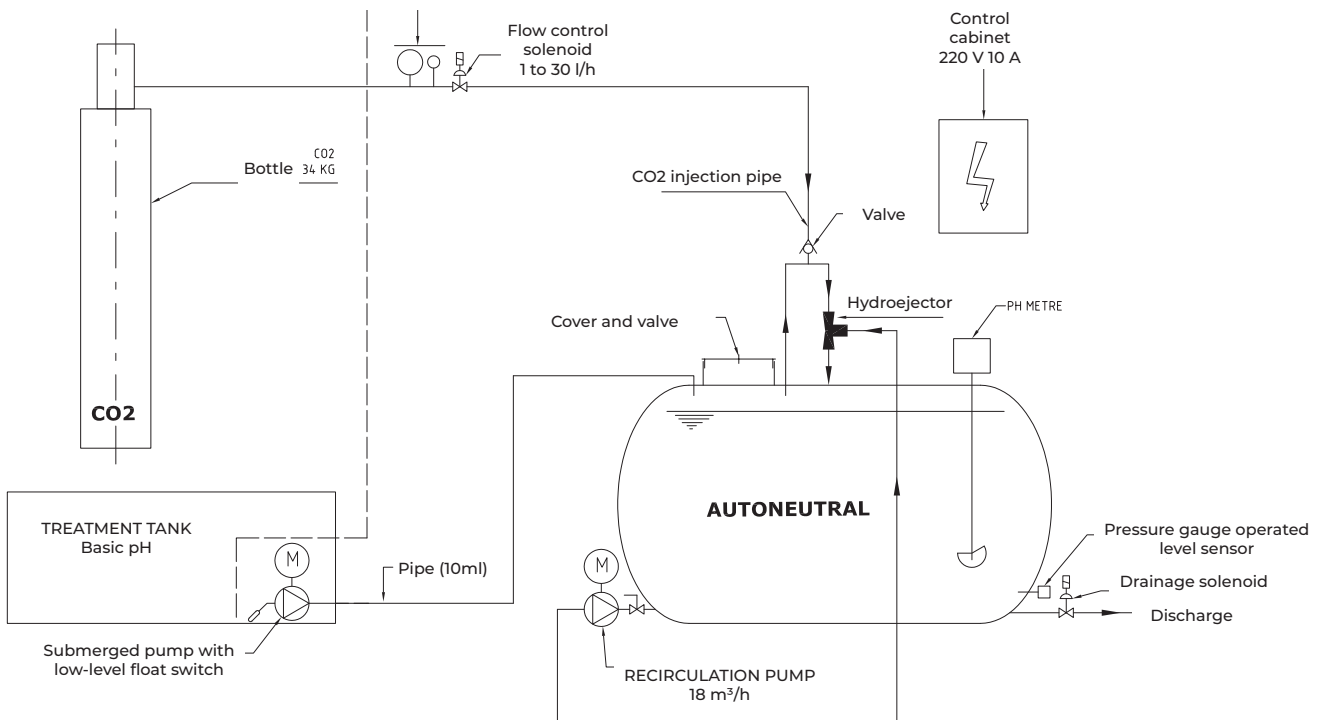 Flow control
solenoid
1 to 30 l/h
Control
cabinet
220 V 10 A
Bottle CO2
34 KG
CO2 injection pipe
Valve
Hydroejector
PH METRE
Cover and valve
CO2
AUTONEUTRAL
TREATMENT TANK
Basic pH
M
Pipe (10ml)
M
Pressure gauge operated
level sensor
Drainage solenoid
Discharge
Submerged pump with
low-level float switch
RECIRCULATION PUMP
18 m³/h